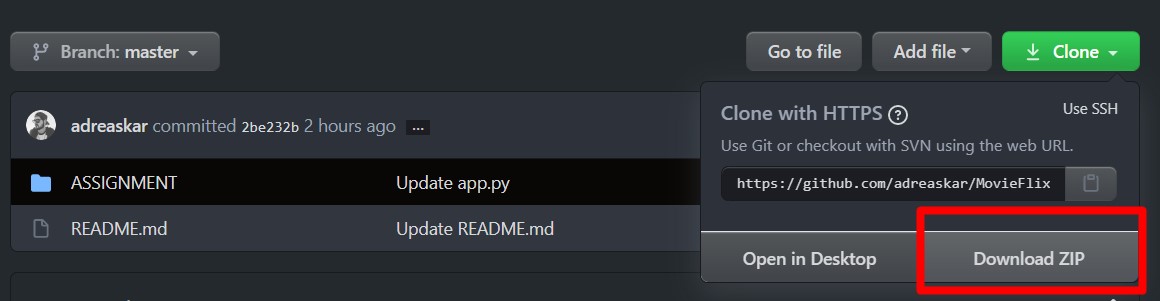 Branch: master
Go to file
Add file
Clone
adreaskar committed 2be232b 2 hours ago ...
Clone with HTTPS ?
Use SSH
Use Git or checkout with SVN using the web URL.
https://github.com/adreaskar/MovieFlix
ASSIGNMENT Update app.py
README.md Update README.md
Open in Desktop
Download ZIP